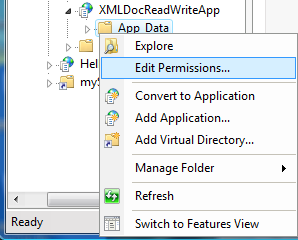 XMLDocReadWriteApp
App_Data
Explore
Edit Permissions...
Hel
Convert to Application
myS
Add Application...
Add Virtual Directory...
Manage Folder
Refresh
Ready
Switch to Features View